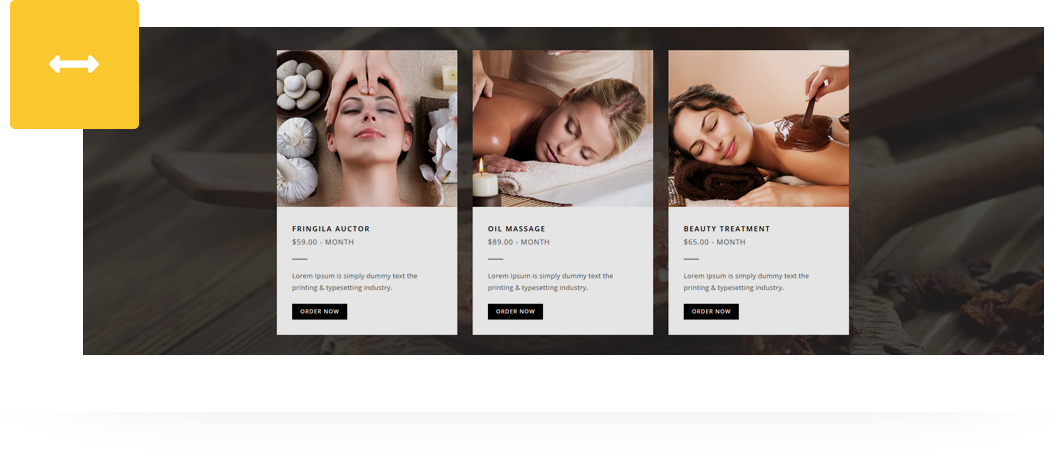 FRINGILA AUCTOR
$59.00 - MONTH
Lorem Ipsum is simply dummy text the
printing & typesetting industry.
ORDER NOW
OIL MASSAGE
$89.00 - MONTH
Lorem Ipsum is simply dummy text the
printing & typesetting industry.
ORDER NOW
BEAUTY TREATMENT
$65.00 - MONTH
Lorem Ipsum is simply dummy text the
printing & typesetting industry.
ORDER NOW